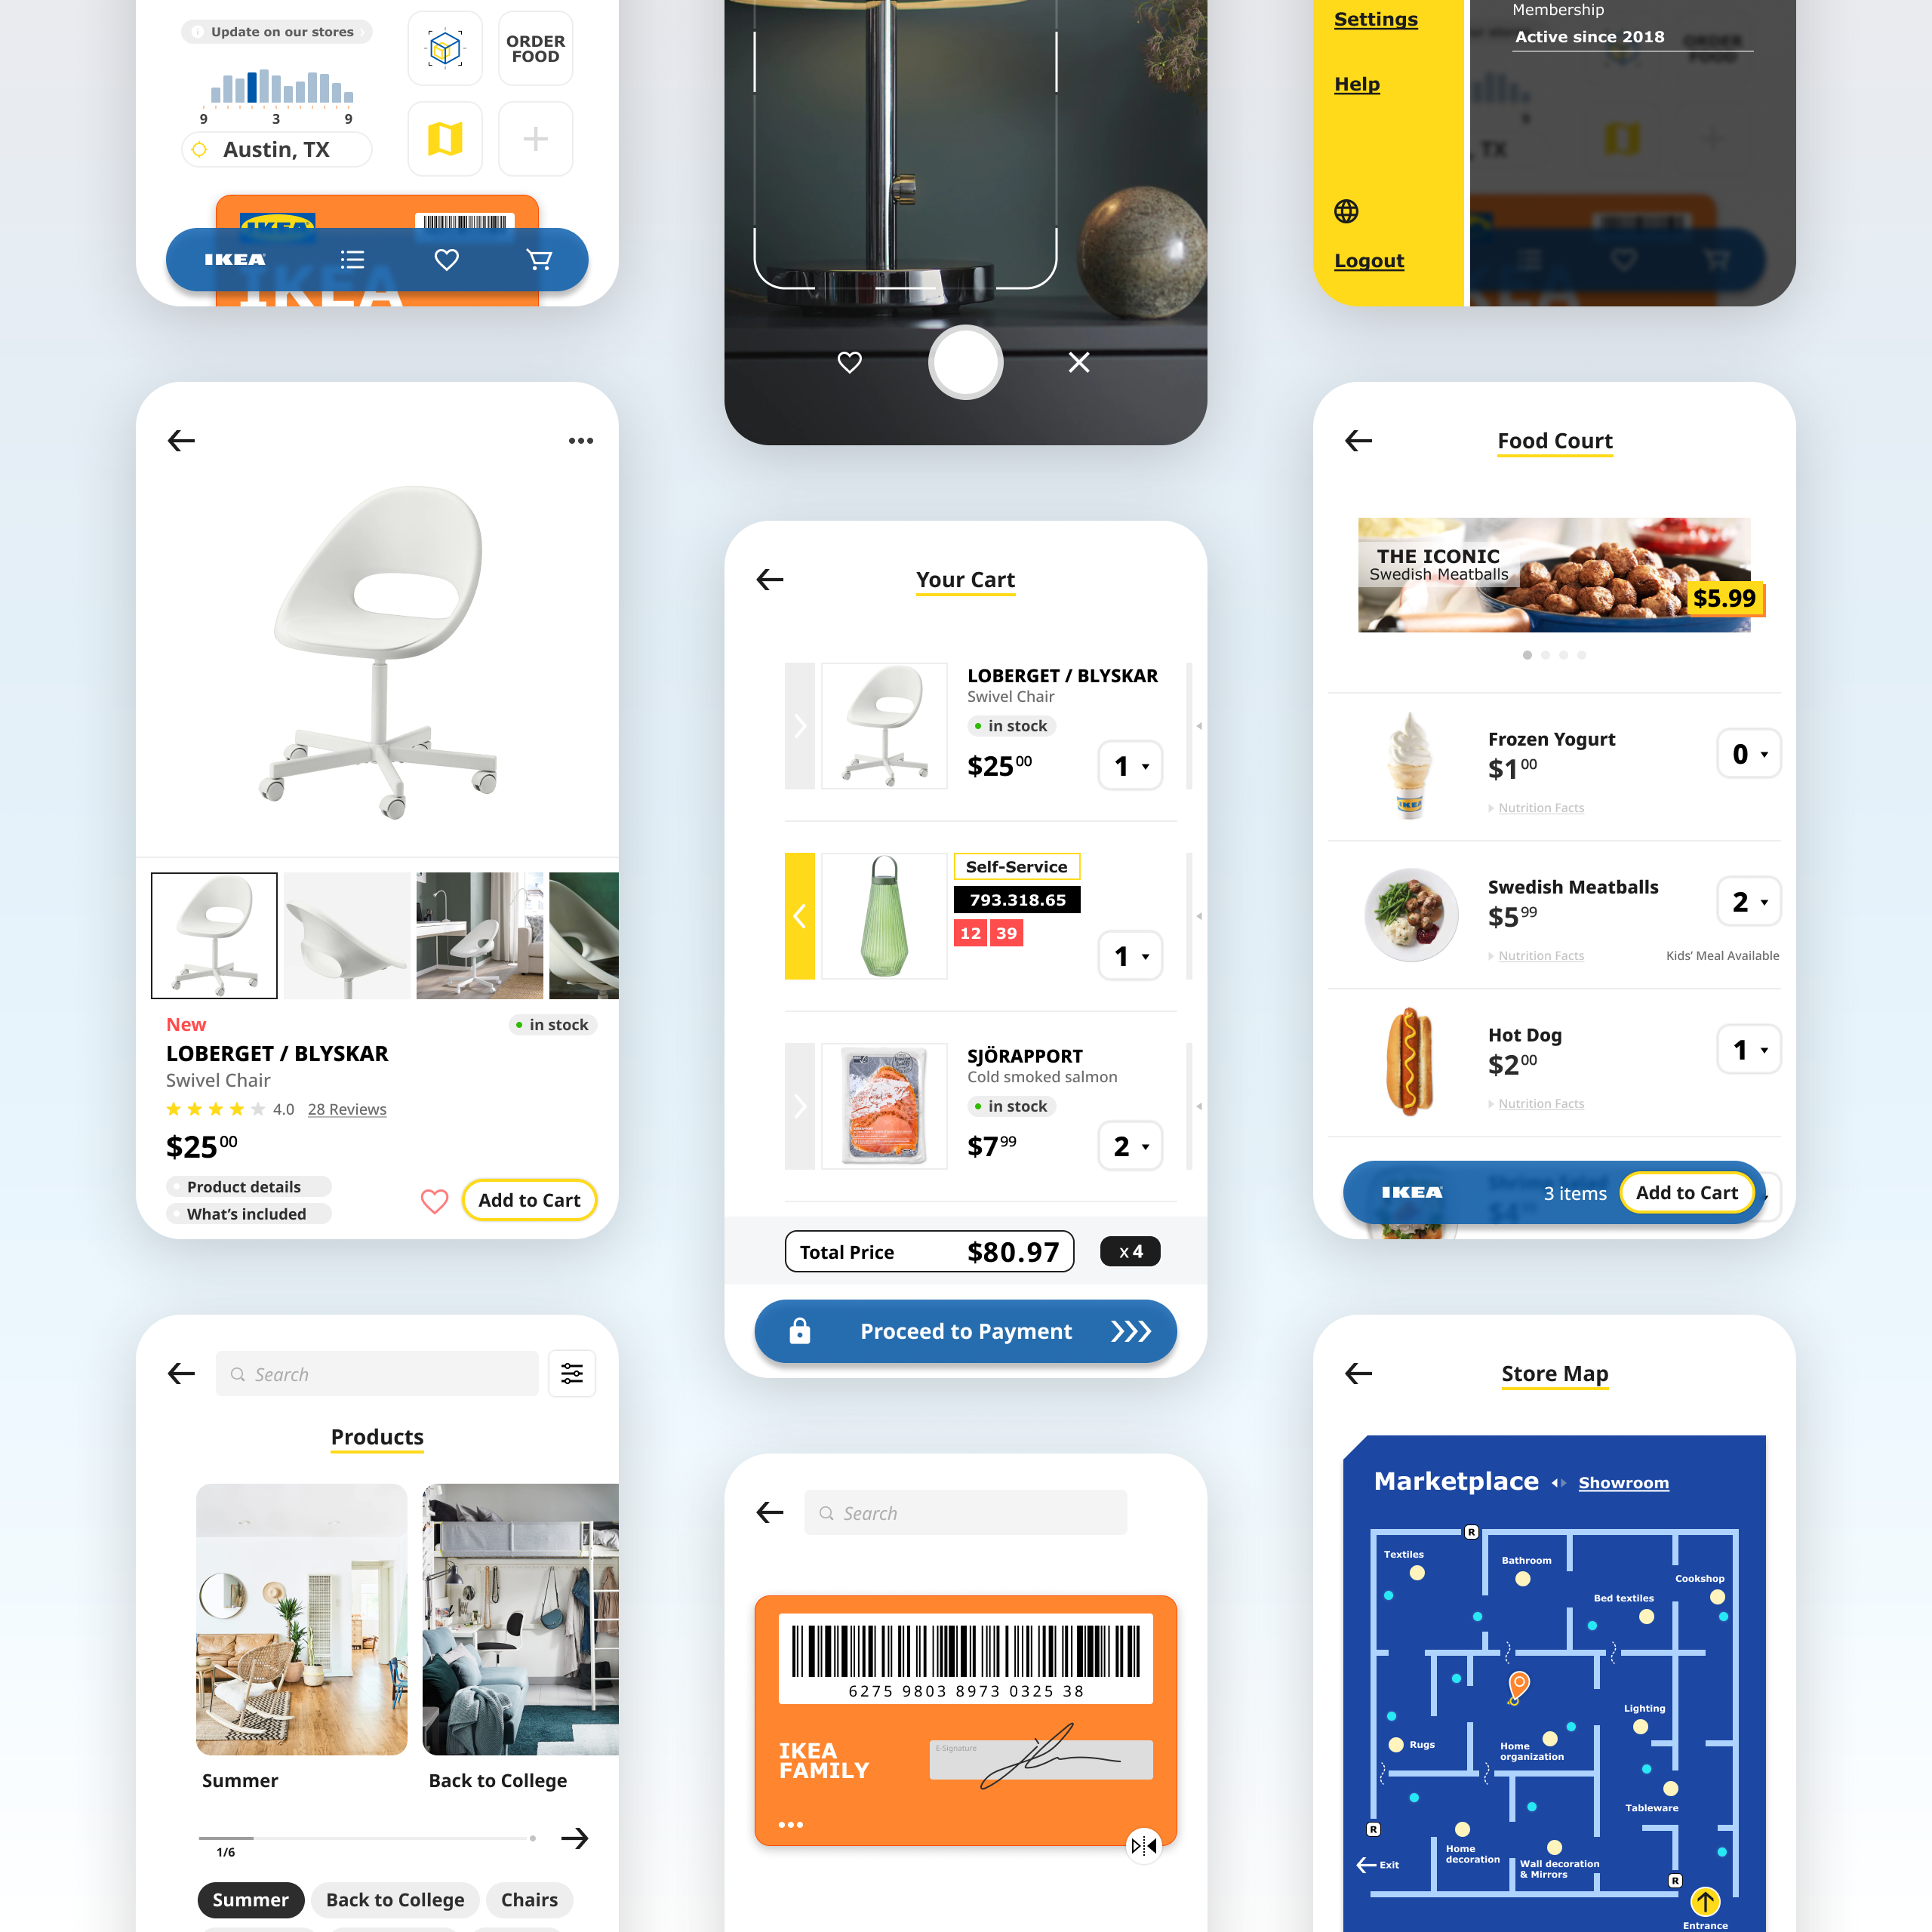 Update on our stores
ORDER
FOOD
9 3 9
Austin, TX
IKEA
IKEA
IKEA
Settings
Help
Logout
Membership
Active since 2018
New
in stock
LOBERGET / BLYSKAR
Swivel Chair
4.0 28 Reviews
$25 00
Product details
What's included
Add to Cart
Your Cart
LOBERGET / BLYSKAR
Swivel Chair
in stock
$25 00
1
Self-Service
793.318.65
12 39
1
SJÖRAPPORT
Cold smoked salmon
in stock
$7 99
2
Total Price $80.97
x 4
Proceed to Payment
Food Court
THE ICONIC
Swedish Meatballs
$5.99
Frozen Yogurt
$1 00
0
Nutrition Facts
IKEA
Swedish Meatballs
$5 99
2
Nutrition Facts
Kids' Meal Available
Hot Dog
$2 00
1
Nutrition Facts
IKEA
3 items
Add to Cart
Search
Products
Summer
Back to College
1/6
Summer
Back to College
Chairs
Search
6275 9803 8973 0325 38
IKEA
FAMILY
E-Signature
Store Map
Marketplace
Showroom
R
Textiles
Bathroom
Cookshop
Bed textiles
Lighting
Rugs
Home
organization
Tableware
R
Home
decoration
Wall decoration
& Mirrors
Exit
R
Entrance